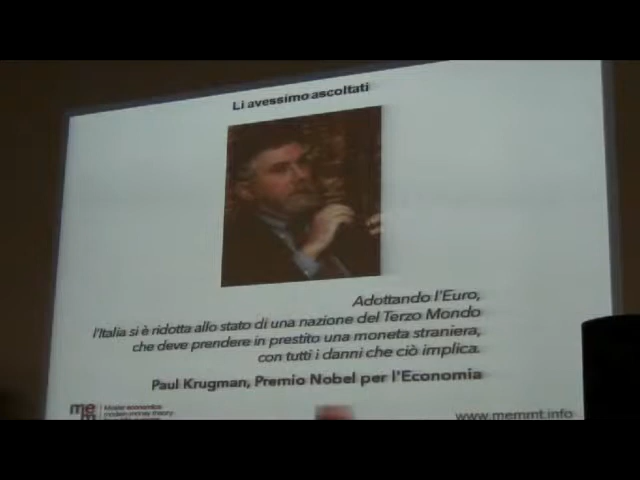 Li avessimo ascoltati
Adottando l'Euro,
l'Italia si è ridotta allo stato di una nazione del Terzo Mondo
che deve prendere in prestito una moneta straniera,
con tutti i danni che ciò implica.
Paul Krugman, Premio Nobel per l'Economia
me
www.memmt.info